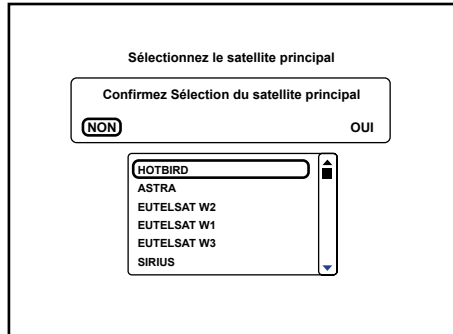 Sélectionnez le satellite principal
Confirmez Sélection du satellite principal
NON OUI
HOTBIRD
ASTRA
EUTELSAT W2
EUTELSAT W1
EUTELSAT W3
SIRIUS